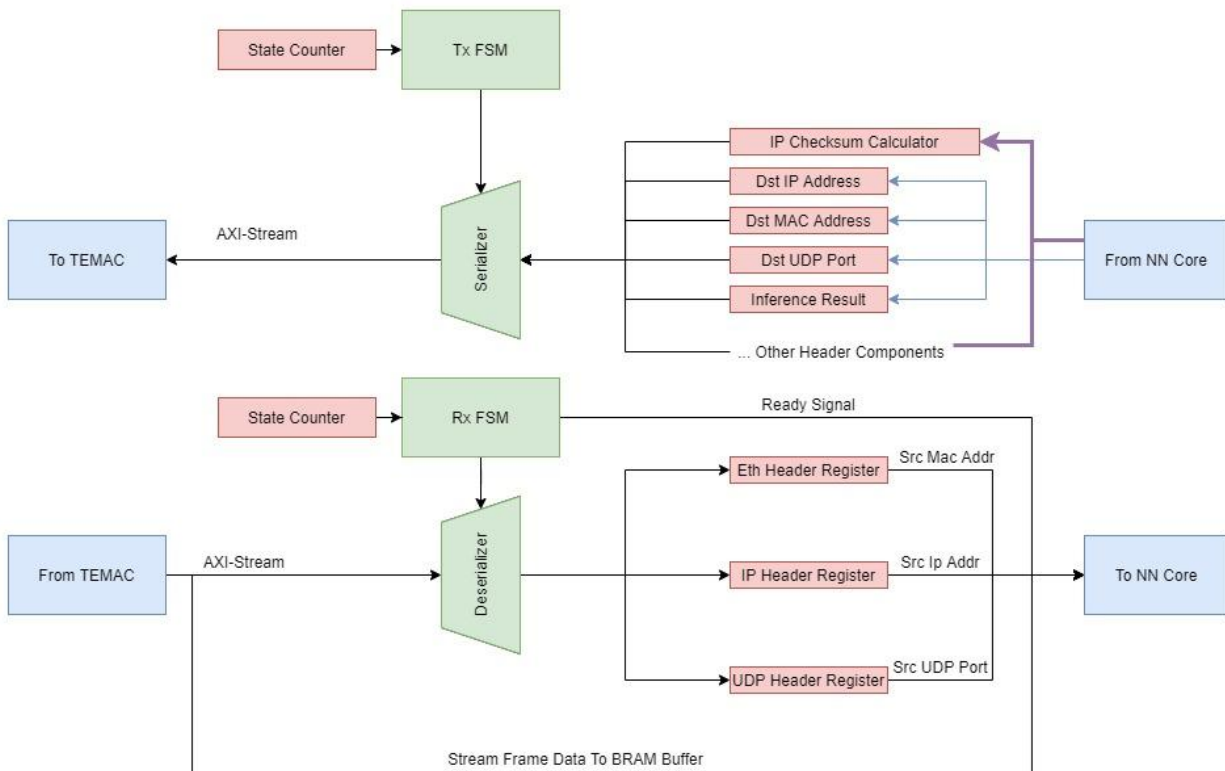 State Counter
Tx FSM
IP Checksum Calculator
Dst IP Address
Dst MAC Address
Dst UDP Port
Inference Result
... Other Header Components
To TEMAC
AXI-Stream
Serializer
From NN Core
State Counter
Rx FSM
Ready Signal
Eth Header Register
Src Mac Addr
From TEMAC
AXI-Stream
Deserializer
IP Header Register
Src Ip Addr
To NN Core
UDP Header Register
Src UDP Port
Stream Frame Data To BRAM Buffer